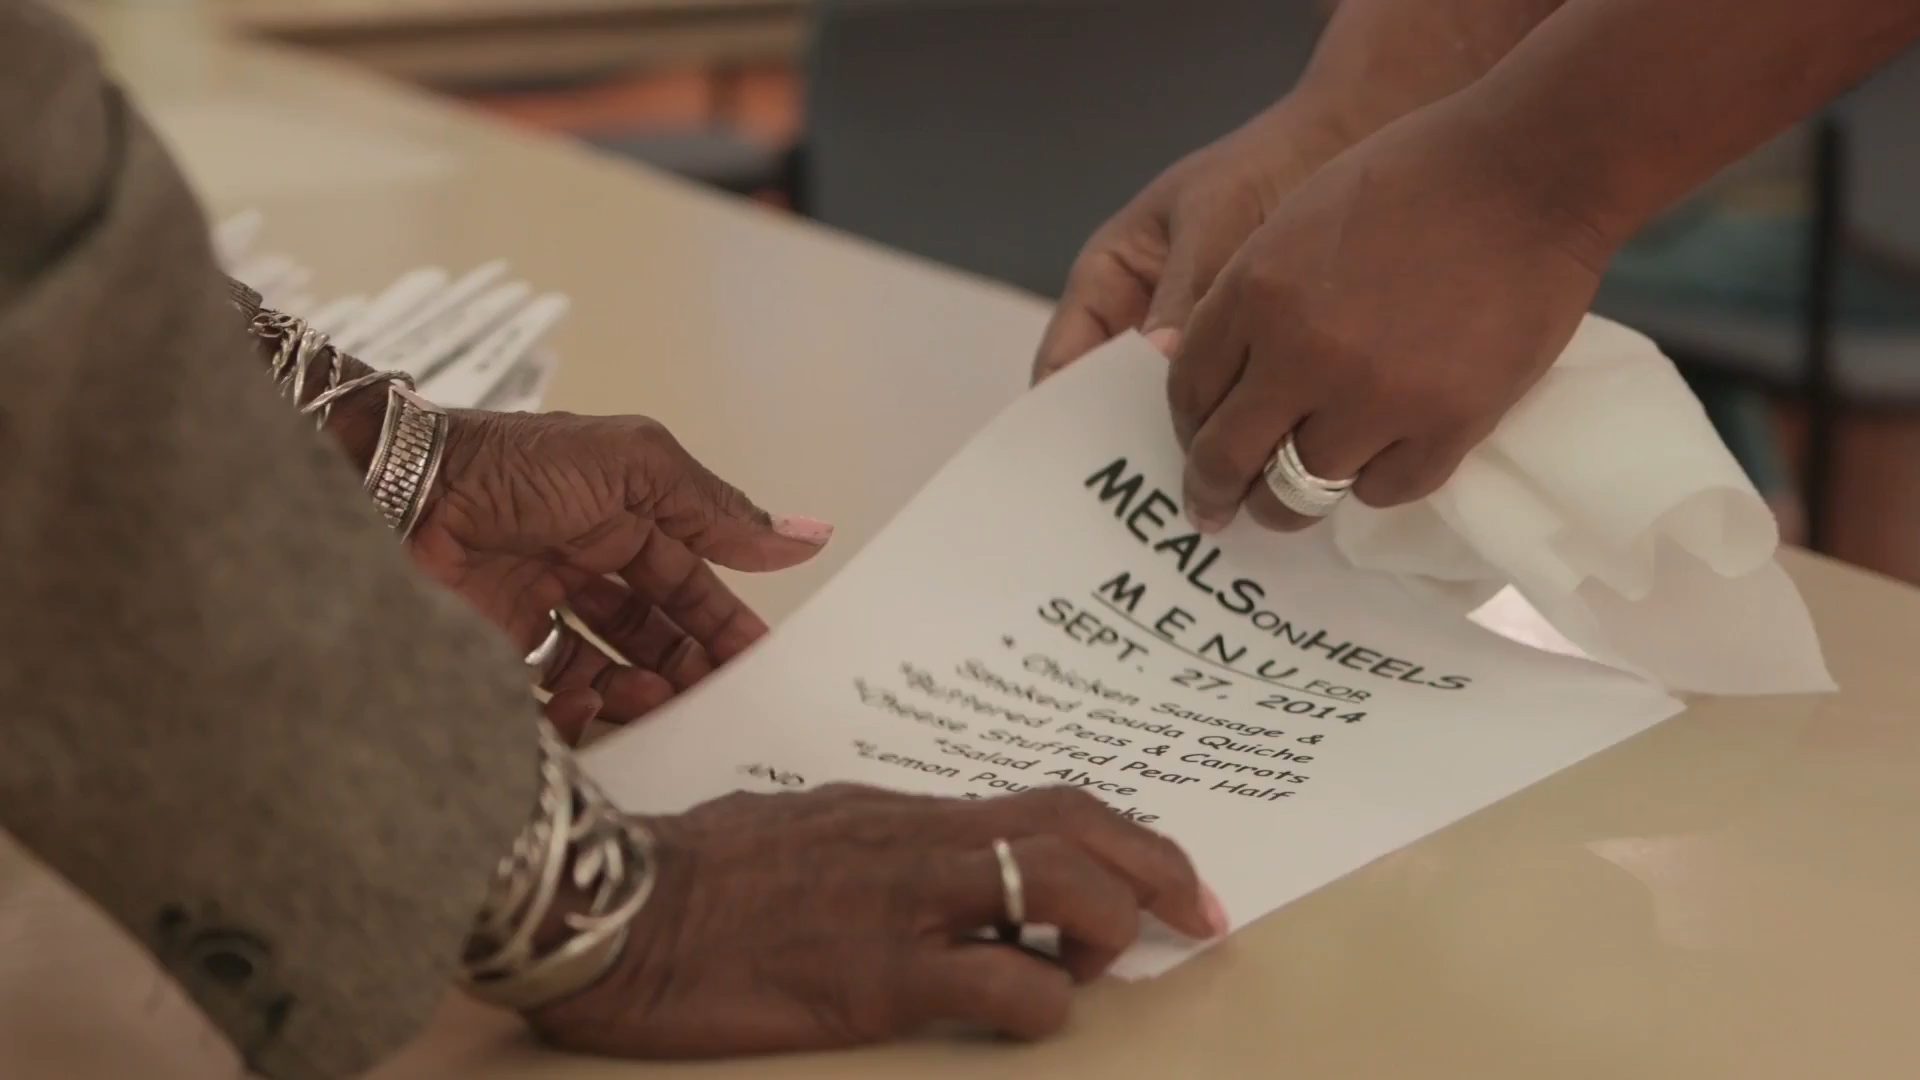 MEALSONHEELS
MENU FOR
SEPT. 27, 2014
* Chicken Sausage &
Smoked Gouda Quiche
*Buttered Peas & Carrots
*Cheese Stuffed Pear Half
*Salad Alyce
*Lemon
AND